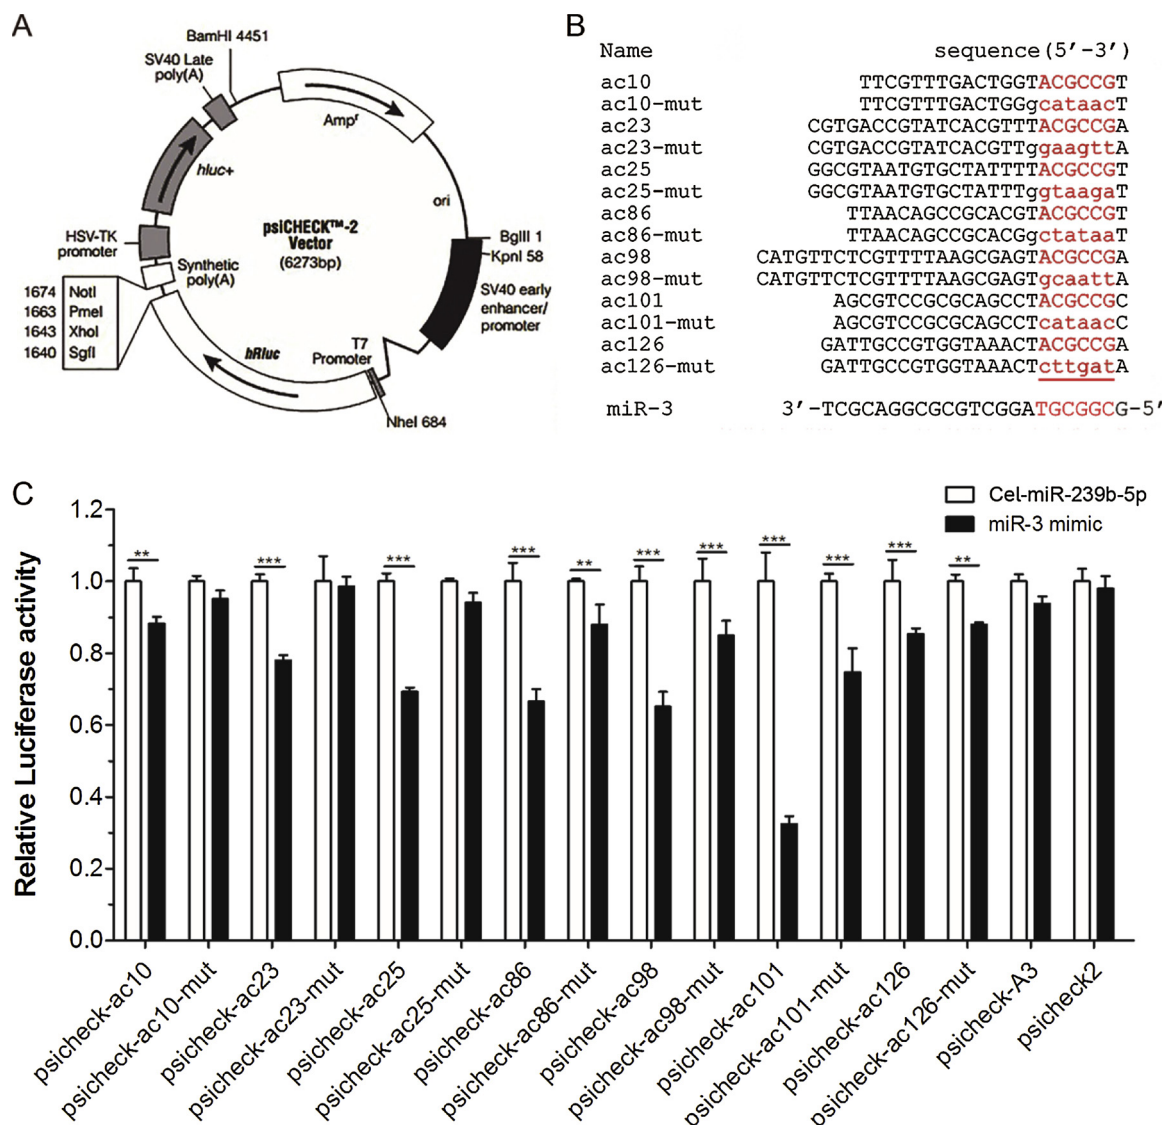 A
BamHI 4451
SV40 Late
poly(A)
Ampʳ
hluc+
ori
HSV-TK
promoter
psiCHECK™-2
Vector
(6273bp)
BglII 1
KpnI 58
Synthetic
poly(A)
SV40 early
enhancer/
promoter
1674 NotI
1663 PmeI
1643 XhoI
1640 SgfI
T7
Promoter
hRluc
NheI 684
B
Name sequence(5′-3′)
ac10 TTCGTTTGACTGGTACGCCGT
ac10-mut TTCGTTTGACTGGgcataacT
ac23 CGTGACCGTATCACGTTTACGCCGA
ac23-mut CGTGACCGTATCACGTTggaagttA
ac25 GGCGTAATGTGCTATTTTACGCCGT
ac25-mut GGCGTAATGTGCTATTTggtaagaT
ac86 TTAACAGCCGCACGTACGCCGT
ac86-mut TTAACAGCCGCACGgctataaT
ac98 CATGTTCTCGTTTTAAGCGAGTACGCCGA
ac98-mut CATGTTCTCGTTTTAAGCGAGTgcaattA
ac101 AGCGTCCGCGCAGCCTACGCCGC
ac101-mut AGCGTCCGCGCAGCCTcataacC
ac126 GATTGCCGTGGTAAACTACGCCGA
ac126-mut GATTGCCGTGGTAAACTcttgatA
miR-3 3′-TCGCAGGCGCGTCGGATGCGGCG-5′
C
Cel-miR-239b-5p
miR-3 mimic
Relative Luciferase activity
1.2
1.0
0.8
0.6
0.4
0.2
0.0
** *** *** *** ** *** *** *** *** *** **
psicheck-ac10
psicheck-ac10-mut
psicheck-ac23
psicheck-ac23-mut
psicheck-ac25
psicheck-ac25-mut
psicheck-ac86
psicheck-ac86-mut
psicheck-ac98
psicheck-ac98-mut
psicheck-ac101
psicheck-ac101-mut
psicheck-ac126
psicheck-ac126-mut
psicheck-A3
psicheck2